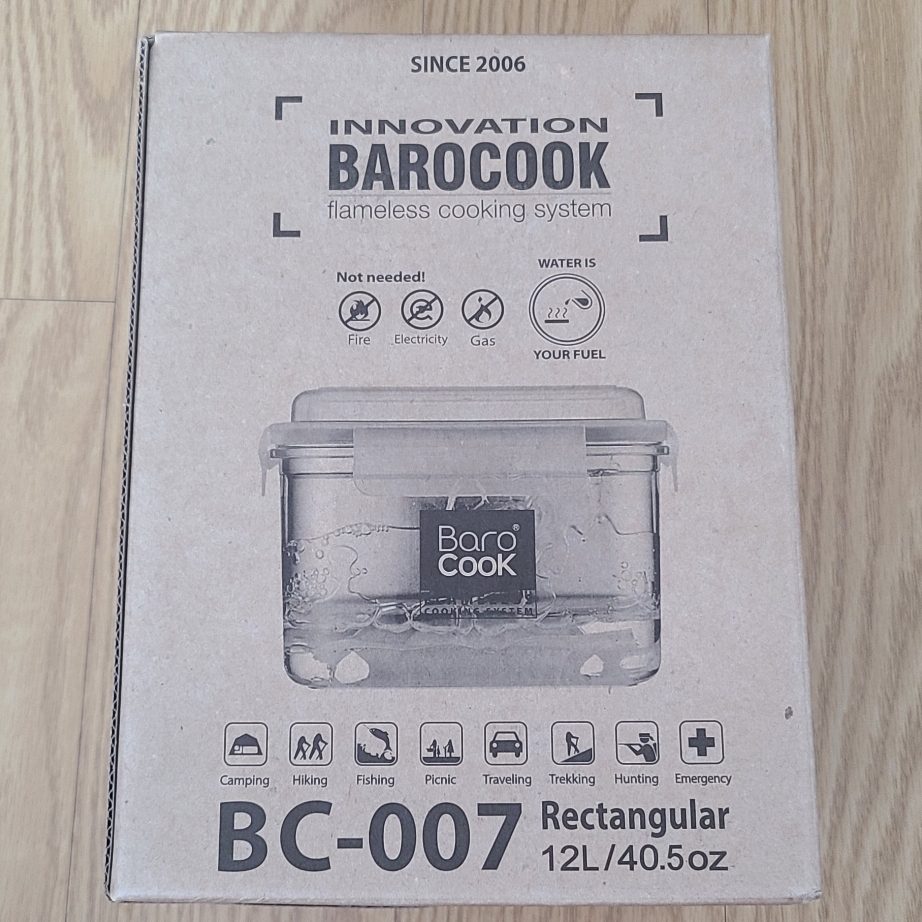 SINCE 2006
INNOVATION
BAROCOOK
flameless cooking system
Not needed!
Fire Electricity Gas
WATER IS
YOUR FUEL
Baro®
COOK
COOKING SYSTEM
Camping Hiking Fishing Picnic Traveling Trekking Hunting Emergency
BC-007 Rectangular
12L/40.5oz